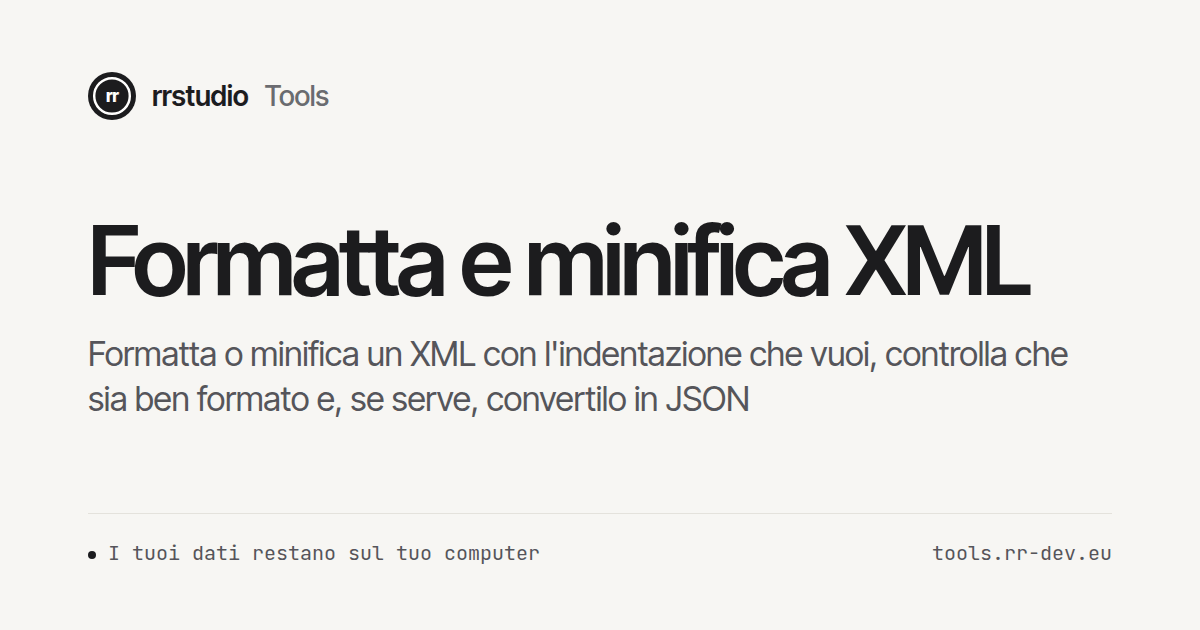 rr rrstudio Tools
Formatta e minifica XML
Formatta o minifica un XML con l'indentazione che vuoi, controlla che
sia ben formato e, se serve, convertilo in JSON
I tuoi dati restano sul tuo computer
tools.rr-dev.eu